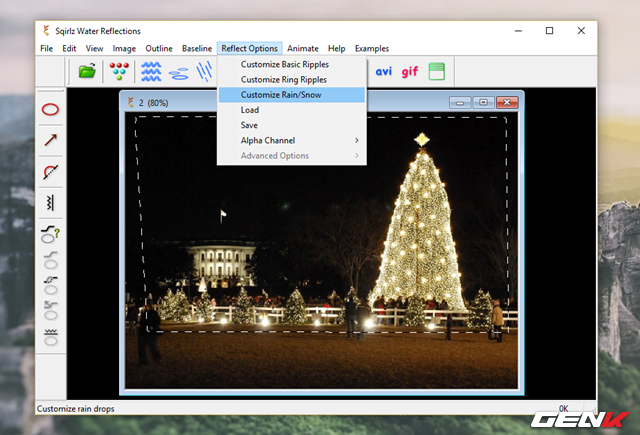 Sqirlz Water Reflections
File Edit View Image Outline Baseline Reflect Options Animate Help Examples
Customize Basic Ripples
Customize Ring Ripples
Customize Rain/Snow
Load
Save
Alpha Channel
Advanced Options
avi gif
2 (80%)
?
Customize rain drops
0K
GENK